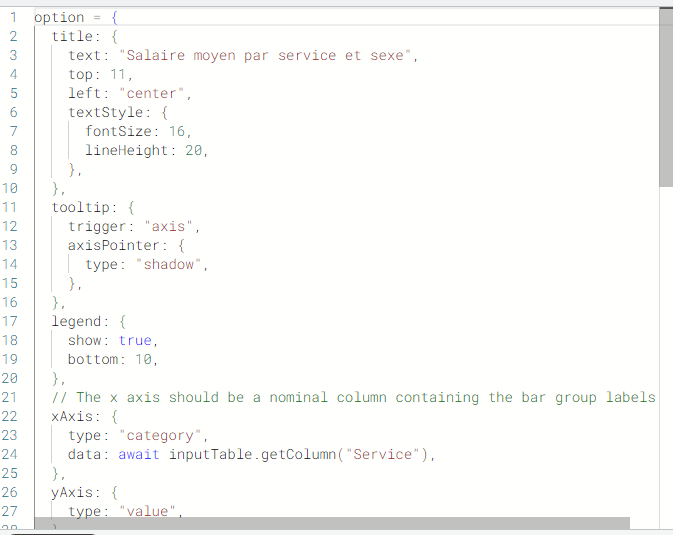 1 option = {
2 title: {
3 text: "Salaire moyen par service et sexe",
4 top: 11,
5 left: "center",
6 textStyle: {
7 fontSize: 16,
8 lineHeight: 20,
9 },
10 },
11 tooltip: {
12 trigger: "axis",
13 axisPointer: {
14 type: "shadow",
15 },
16 },
17 legend: {
18 show: true,
19 bottom: 10,
20 },
21 // The x axis should be a nominal column containing the bar group labels
22 xAxis: {
23 type: "category",
24 data: await inputTable.getColumn("Service"),
25 },
26 yAxis: {
27 type: "value",